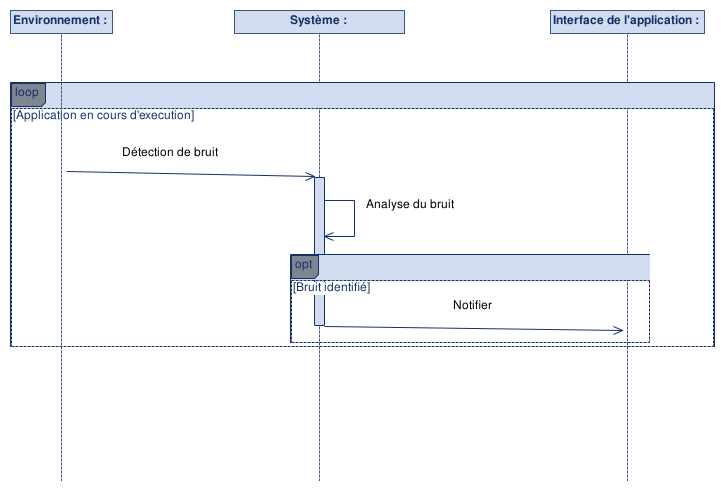 Environnement :
Système :
Interface de l'application :
loop
[Application en cours d'execution]
Détection de bruit
Analyse du bruit
opt
[Bruit identifié]
Notifier